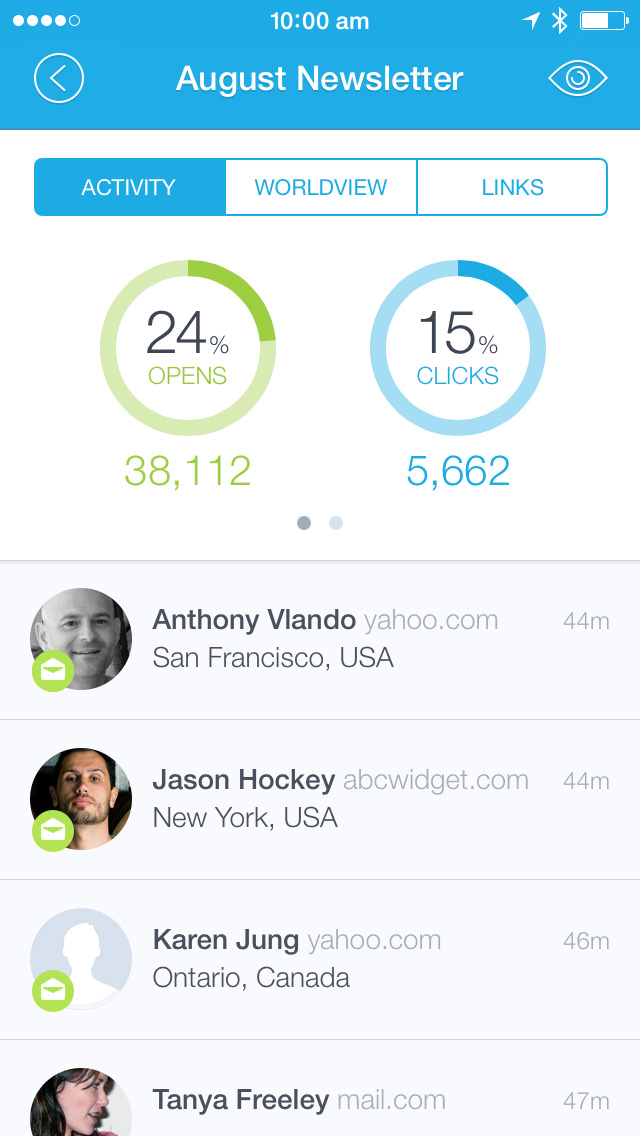 10:00 am
August Newsletter
ACTIVITY WORLDVIEW LINKS
24% 15%
OPENS CLICKS
38,112 5,662
Anthony Vlando yahoo.com 44m
San Francisco, USA
Jason Hockey abcwidget.com 44m
New York, USA
Karen Jung yahoo.com 46m
Ontario, Canada
Tanya Freeley mail.com 47m